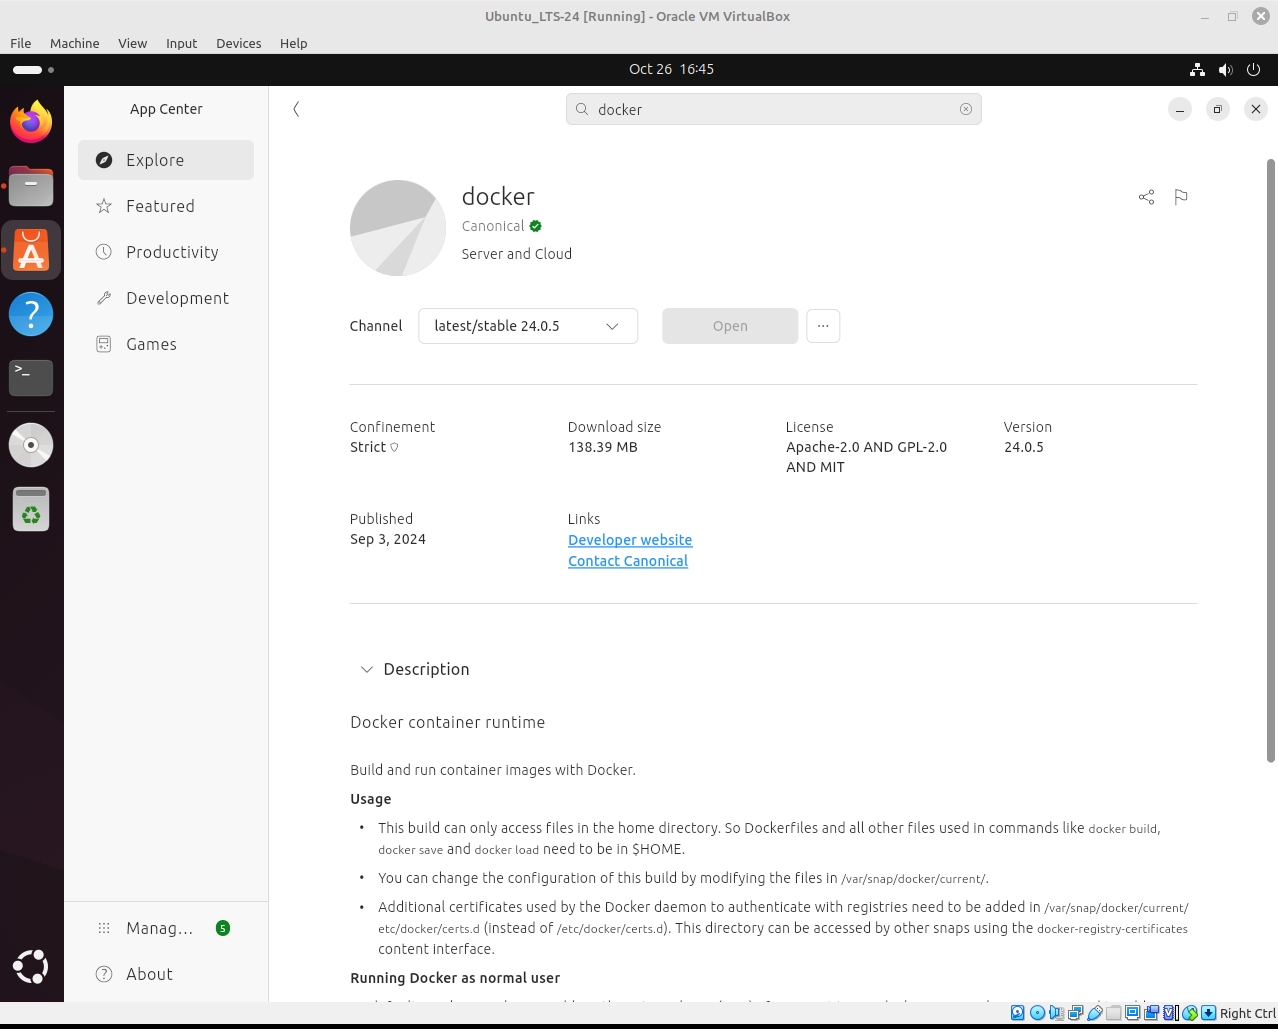 Ubuntu_LTS-24 [Running] - Oracle VM VirtualBox
File Machine View Input Devices Help
Oct 26 16:45
App Center
docker
Explore
Featured
Productivity
Development
Games
Manag... 5
About
docker
Canonical
Server and Cloud
Channel latest/stable 24.0.5 Open ...
Confinement Download size License Version
Strict 138.39 MB Apache-2.0 AND GPL-2.0 24.0.5
AND MIT
Published Links
Sep 3, 2024 Developer website
Contact Canonical
Description
Docker container runtime
Build and run container images with Docker.
Usage
• This build can only access files in the home directory. So Dockerfiles and all other files used in commands like docker build,
docker save and docker load need to be in $HOME.
• You can change the configuration of this build by modifying the files in /var/snap/docker/current/.
• Additional certificates used by the Docker daemon to authenticate with registries need to be added in /var/snap/docker/current/
etc/docker/certs.d (instead of /etc/docker/certs.d). This directory can be accessed by other snaps using the docker-registry-certificates
content interface.
Running Docker as normal user
Right Ctrl